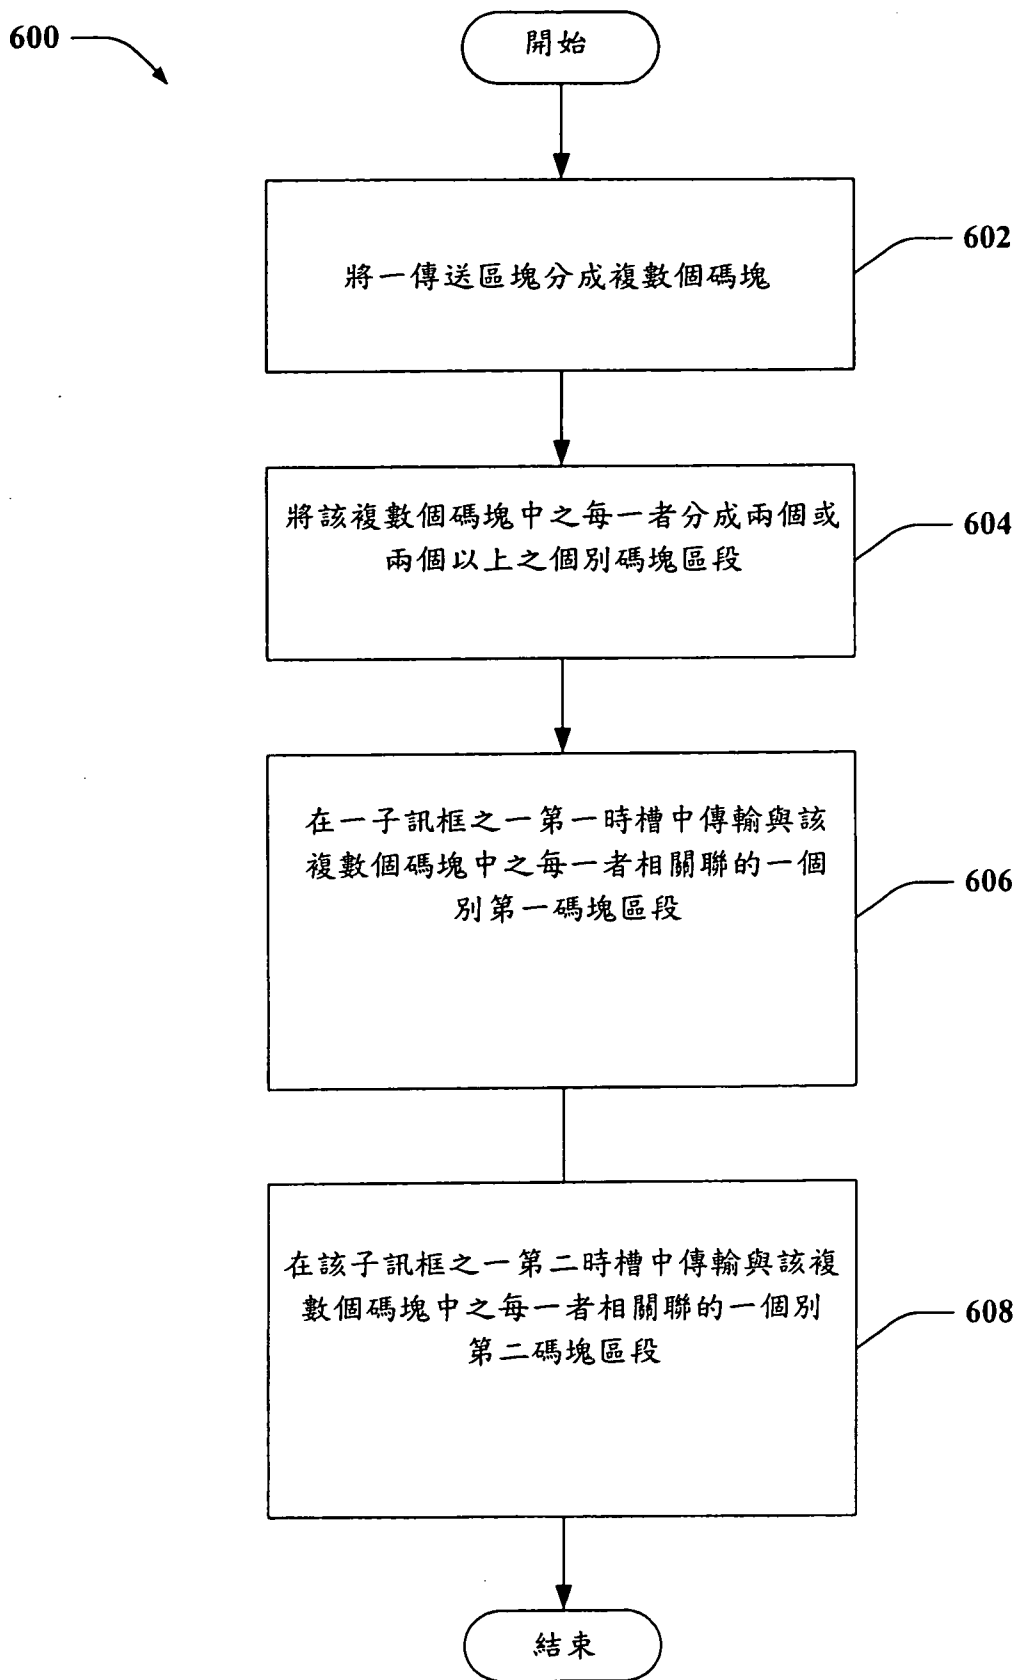 600
開始
將一傳送區塊分成複數個碼塊
602
將該複數個碼塊中之每一者分成兩個或
兩個以上之個別碼塊區段
604
在一子訊框之一第一時槽中傳輸與該
複數個碼塊中之每一者相關聯的一個
別第一碼塊區段
606
在該子訊框之一第二時槽中傳輸與該複
數個碼塊中之每一者相關聯的一個別
第二碼塊區段
608
結束